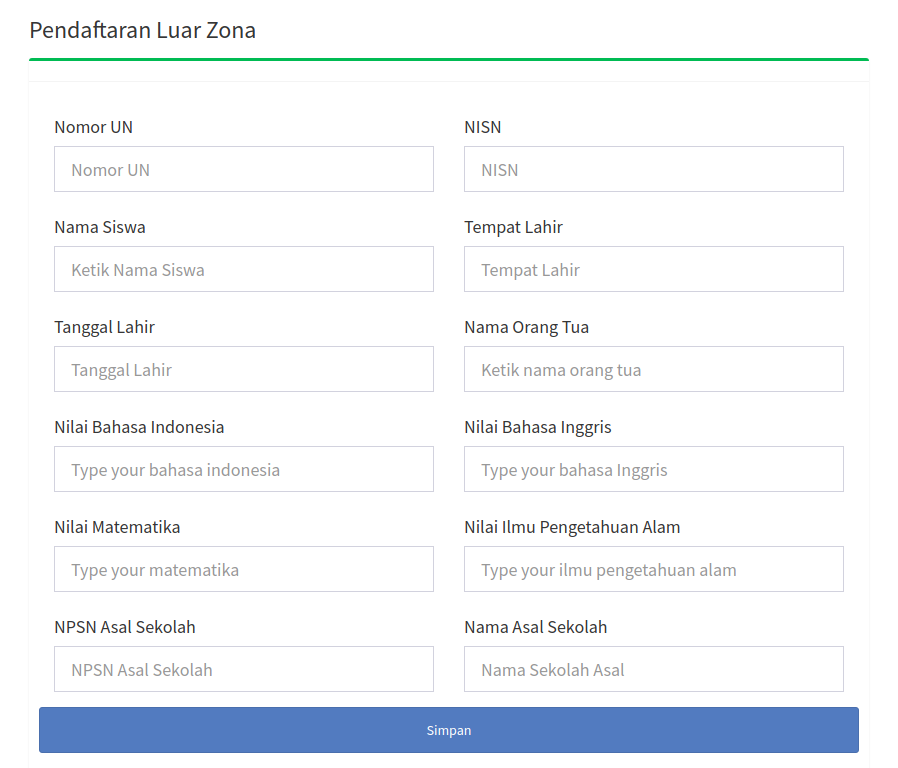 Pendaftaran Luar Zona
Nomor UN
NISN
Nomor UN
NISN
Nama Siswa
Tempat Lahir
Ketik Nama Siswa
Tempat Lahir
Tanggal Lahir
Nama Orang Tua
Tanggal Lahir
Ketik nama orang tua
Nilai Bahasa Indonesia
Nilai Bahasa Inggris
Type your bahasa indonesia
Type your bahasa Inggris
Nilai Matematika
Nilai Ilmu Pengetahuan Alam
Type your matematika
Type your ilmu pengetahuan alam
NPSN Asal Sekolah
Nama Asal Sekolah
NPSN Asal Sekolah
Nama Sekolah Asal
Simpan